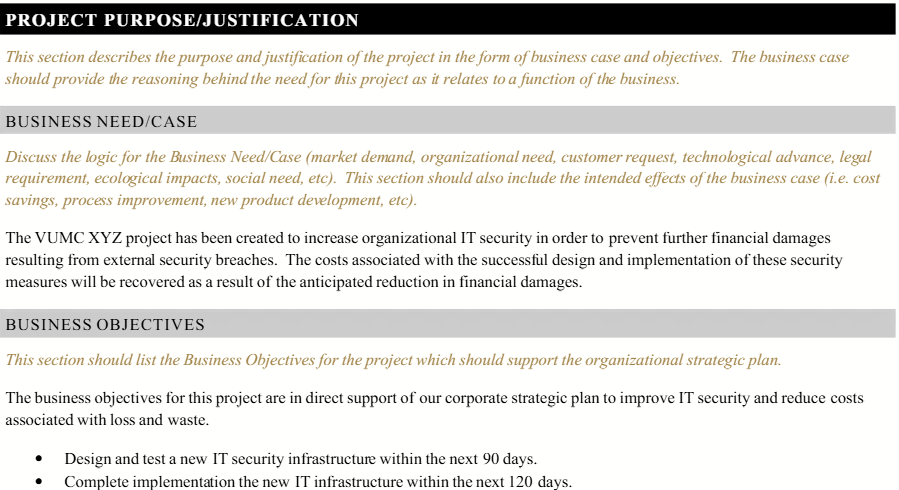 PROJECT PURPOSE/JUSTIFICATION
This section describes the purpose and justification of the project in the form of business case and objectives.  The business case
should provide the reasoning behind the need for this project as it relates to a function of the business.
BUSINESS NEED/CASE
Discuss the logic for the Business Need/Case (market demand, organizational need, customer request, technological advance, legal
requirement, ecological impacts, social need, etc).  This section should also include the intended effects of the business case (i.e. cost
savings, process improvement, new product development, etc).
The VUMC XYZ project has been created to increase organizational IT security in order to prevent further financial damages
resulting from external security breaches.  The costs associated with the successful design and implementation of these security
measures will be recovered as a result of the anticipated reduction in financial damages.
BUSINESS OBJECTIVES
This section should list the Business Objectives for the project which should support the organizational strategic plan.
The business objectives for this project are in direct support of our corporate strategic plan to improve IT security and reduce costs
associated with loss and waste.
• Design and test a new IT security infrastructure within the next 90 days.
• Complete implementation the new IT infrastructure within the next 120 days.